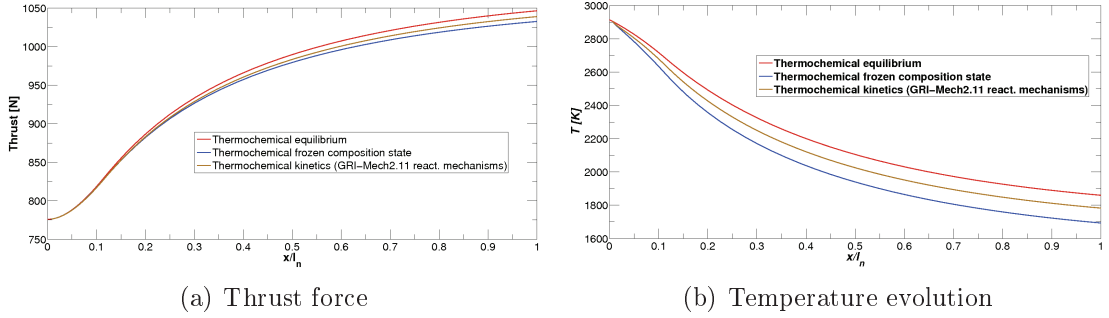 1050
1000
950
900
850
800
750
Thrust [N]
0 0.1 0.2 0.3 0.4 0.5 0.6 0.7 0.8 0.9 1
x/l_n
Thermochemical equilibrium
Thermochemical frozen composition state
Thermochemical kinetics (GRI-Mech2.11 react. mechanisms)
(a) Thrust force
3000
2800
2600
2400
2200
2000
1800
1600
T [K]
0 0.1 0.2 0.3 0.4 0.5 0.6 0.7 0.8 0.9 1
x/l_n
Thermochemical equilibrium
Thermochemical frozen composition state
Thermochemical kinetics (GRI-Mech2.11 react. mechanisms)
(b) Temperature evolution